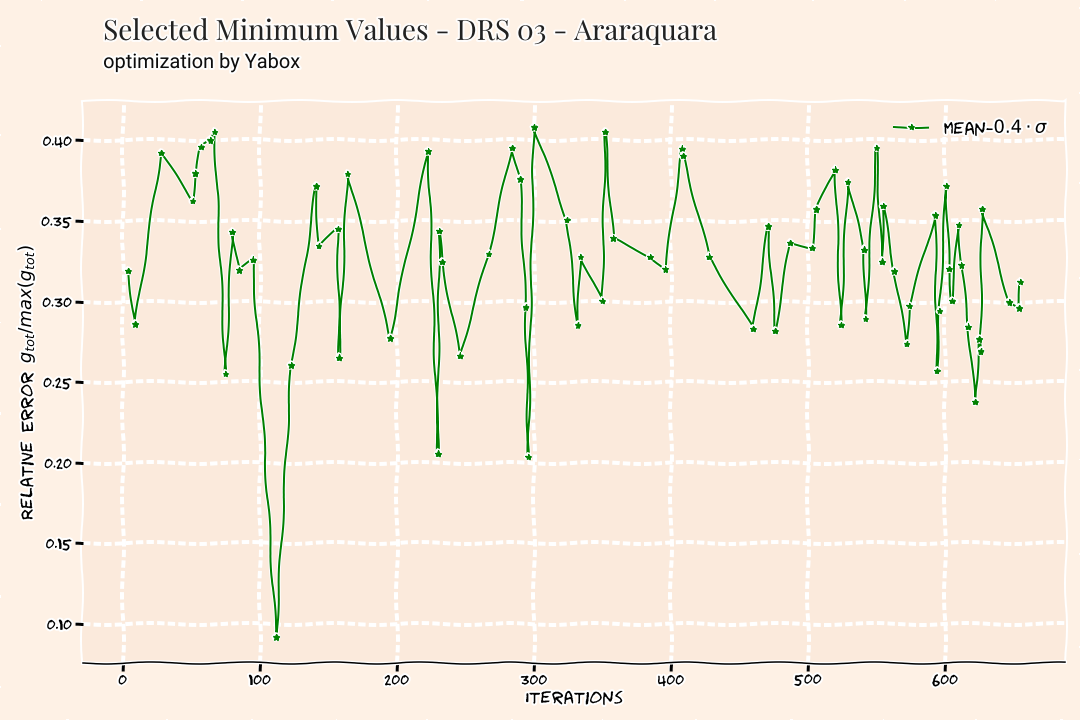 Selected Minimum Values - DRS 03 - Araraquara
optimization by Yabox
MEAN-0.4 · σ
RELATIVE ERROR g_tot/max(g_tot)
0.40
0.35
0.30
0.25
0.20
0.15
0.10
0 100 200 300 400 500 600
ITERATIONS